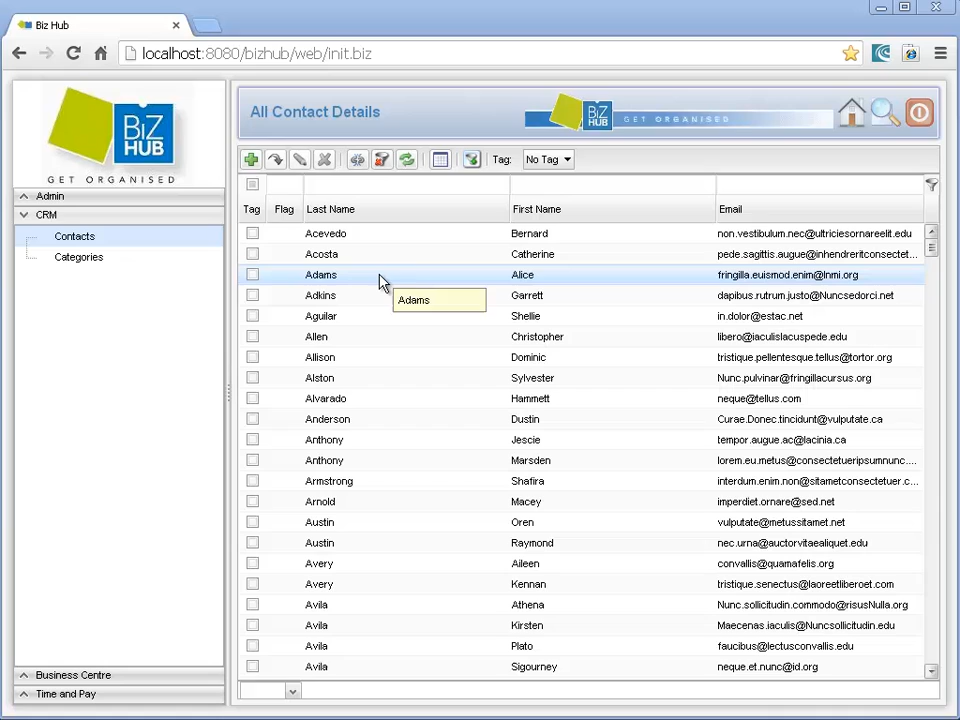 Biz Hub
localhost:8080/bizhub/web/init.biz
BiZ
HUB
GET ORGANISED
Admin
CRM
Contacts
Categories
Business Centre
Time and Pay
All Contact Details
BiZ
HUB
GET ORGANISED
Tag: No Tag
Tag Flag Last Name First Name Email
Acevedo Bernard non.vestibulum.nec@ultriciesornareelit.edu
Acosta Catherine pede.sagittis.augue@inhendreritconsectet...
Adams Alice fringilla.euismod.enim@Inmi.org
Adams
Adkins Garrett dapibus.rutrum.justo@Nuncsedorci.net
Aguilar Shellie in.dolor@estac.net
Allen Christopher libero@iaculislacuspede.edu
Allison Dominic tristique.pellentesque.tellus@tortor.org
Alston Sylvester Nunc.pulvinar@fringillacursus.org
Alvarado Hammett neque@tellus.com
Anderson Dustin Curae.Donec.tincidunt@vulputate.ca
Anthony Jescie tempor.augue.ac@lacinia.ca
Anthony Marsden lorem.eu.metus@consectetueripsumnunc....
Armstrong Shafira interdum.enim.non@sitametconsectetuer.c...
Arnold Macey imperdiet.ornare@sed.net
Austin Oren vulputate@metussitamet.net
Austin Raymond nec.urna@auctorvitaealiquet.edu
Avery Aileen convallis@quamafelis.org
Avery Kennan tristique.senectus@laoreetliberoet.com
Avila Athena Nunc.sollicitudin.commodo@risusNulla.org
Avila Kirsten Maecenas.iaculis@Nuncsollicitudin.edu
Avila Plato faucibus@lectusconvallis.edu
Avila Sigourney neque.et.nunc@id.org